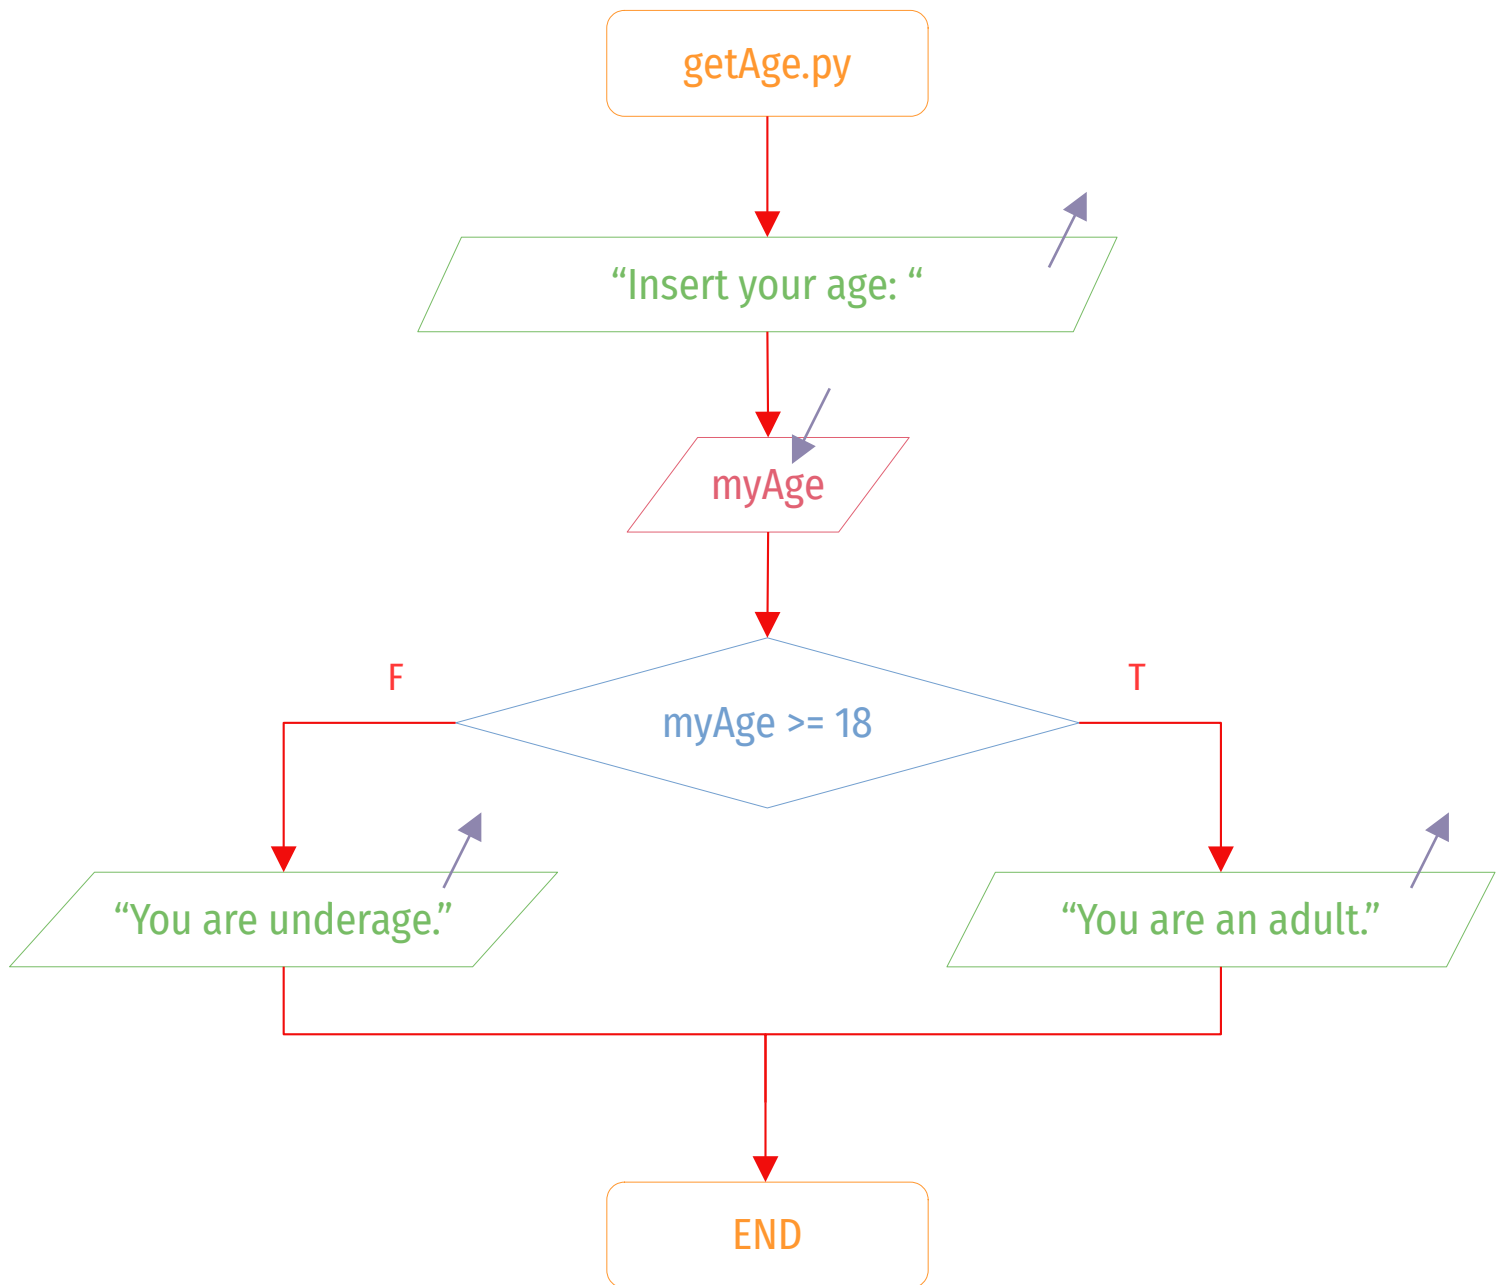 getAge.py
“Insert your age: “
myAge
F
T
myAge >= 18
“You are underage.”
“You are an adult.”
END